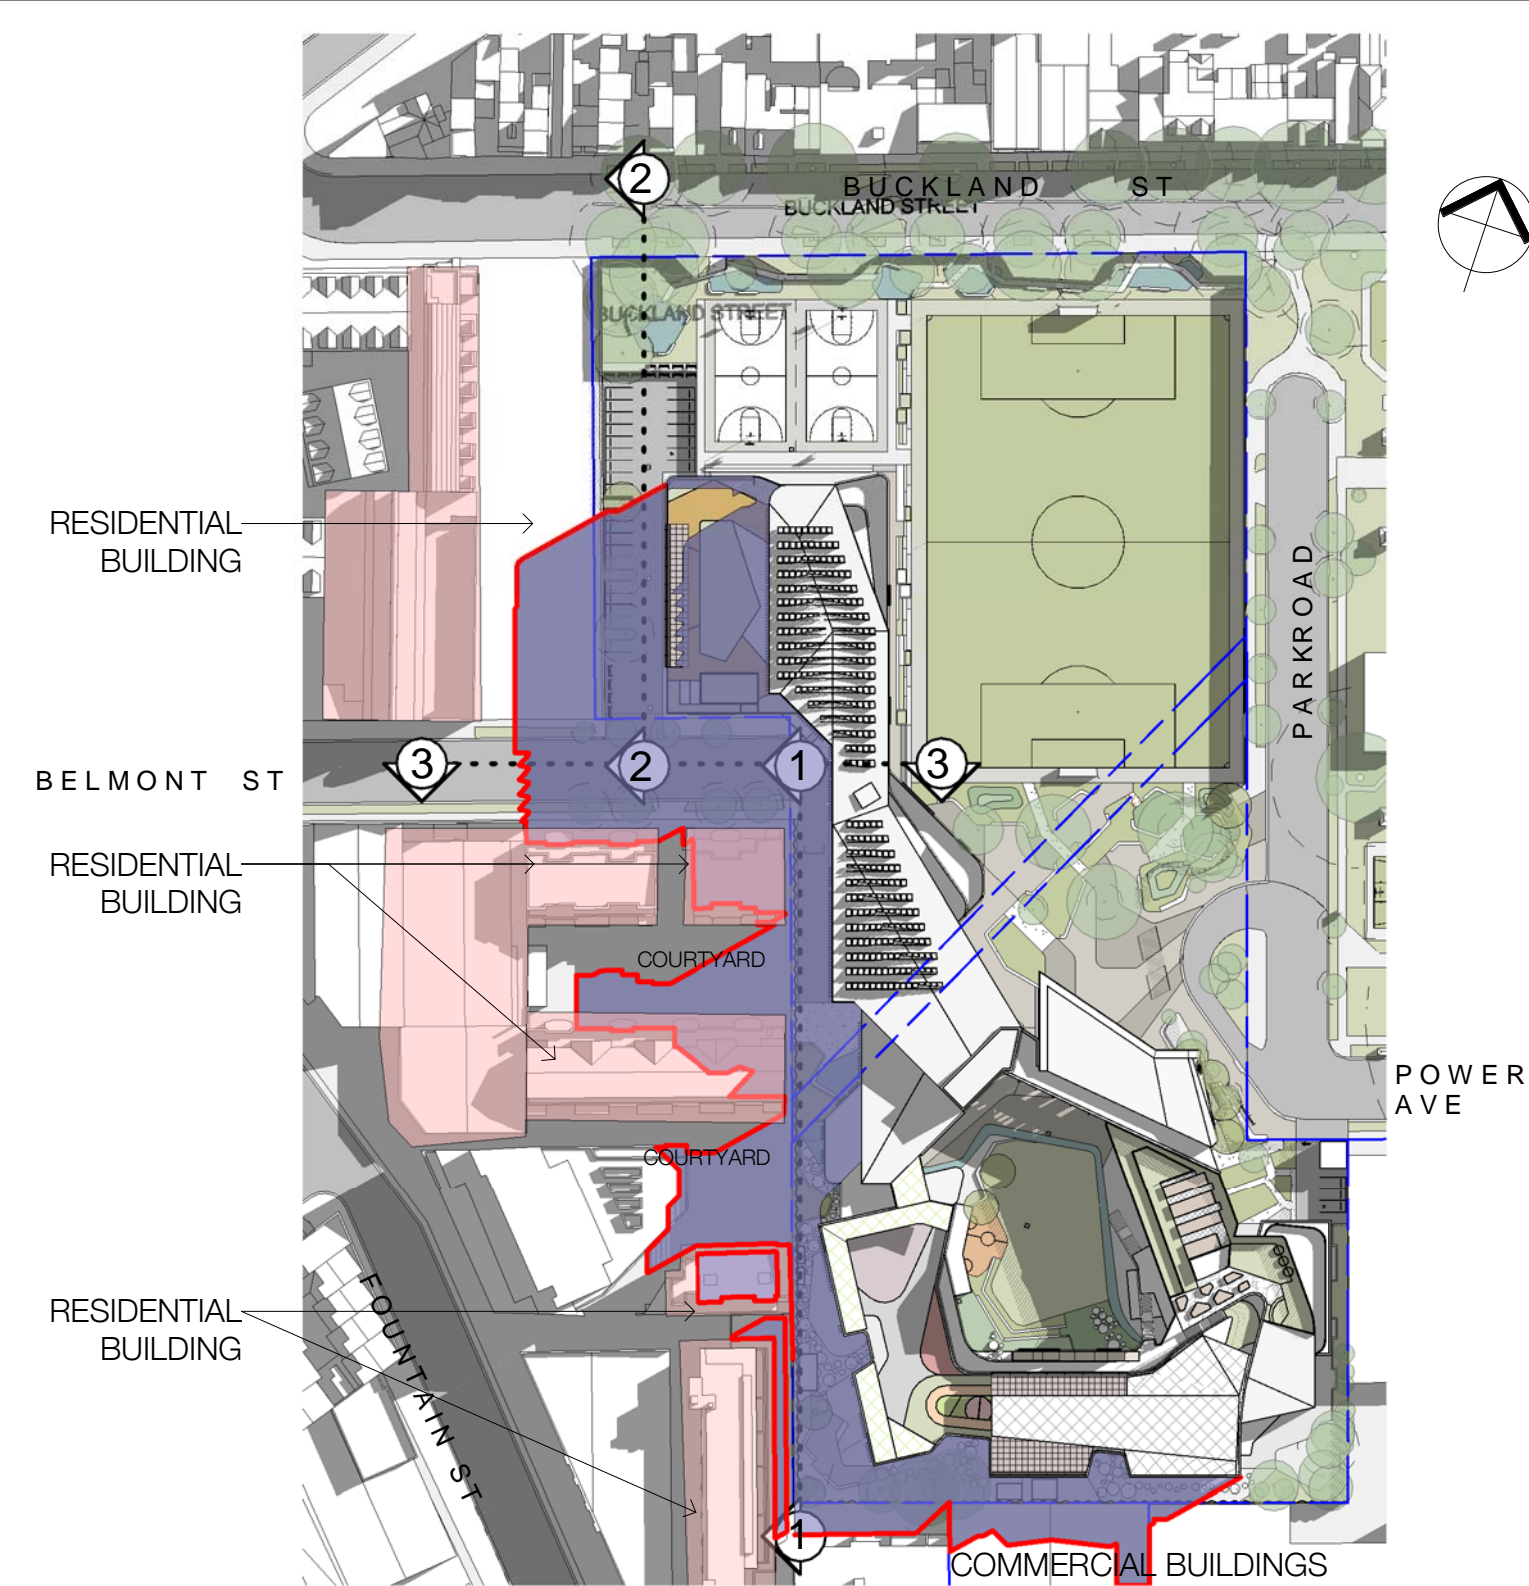 2
BUCKLAND ST
BUCKLAND STREET
BUCKLAND STREET
RESIDENTIAL
BUILDING
PARKROAD
BELMONT ST
3
2
1
3
RESIDENTIAL
BUILDING
COURTYARD
POWER
AVE
COURTYARD
RESIDENTIAL
BUILDING
FOUNTAIN ST
1
COMMERCIAL BUILDINGS